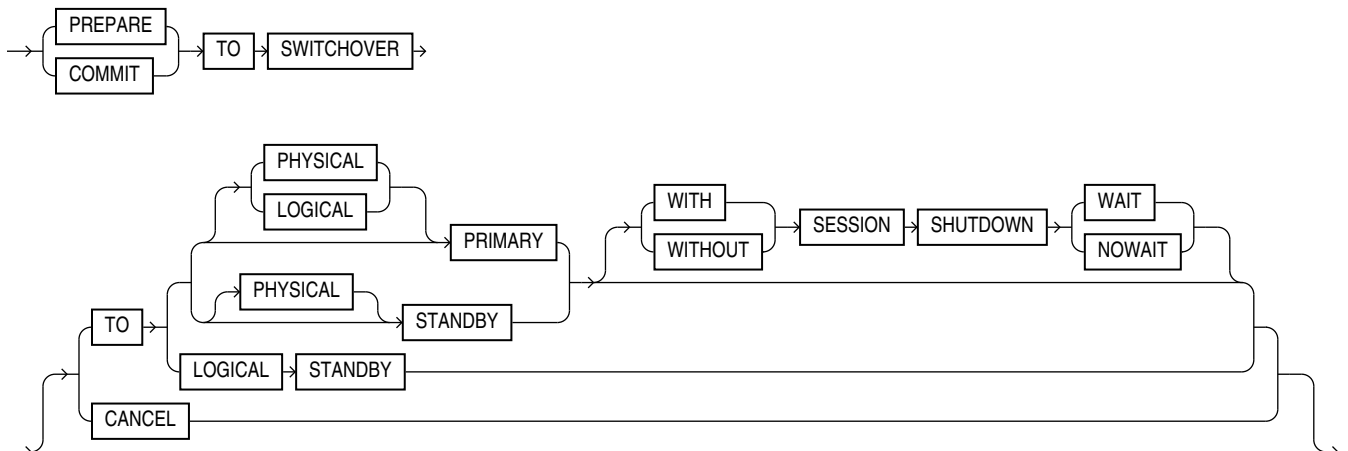 PREPARE
COMMIT
TO SWITCHOVER
PHYSICAL
LOGICAL
PRIMARY
PHYSICAL
STANDBY
WITH
WITHOUT
SESSION SHUTDOWN
WAIT
NOWAIT
TO
LOGICAL STANDBY
CANCEL